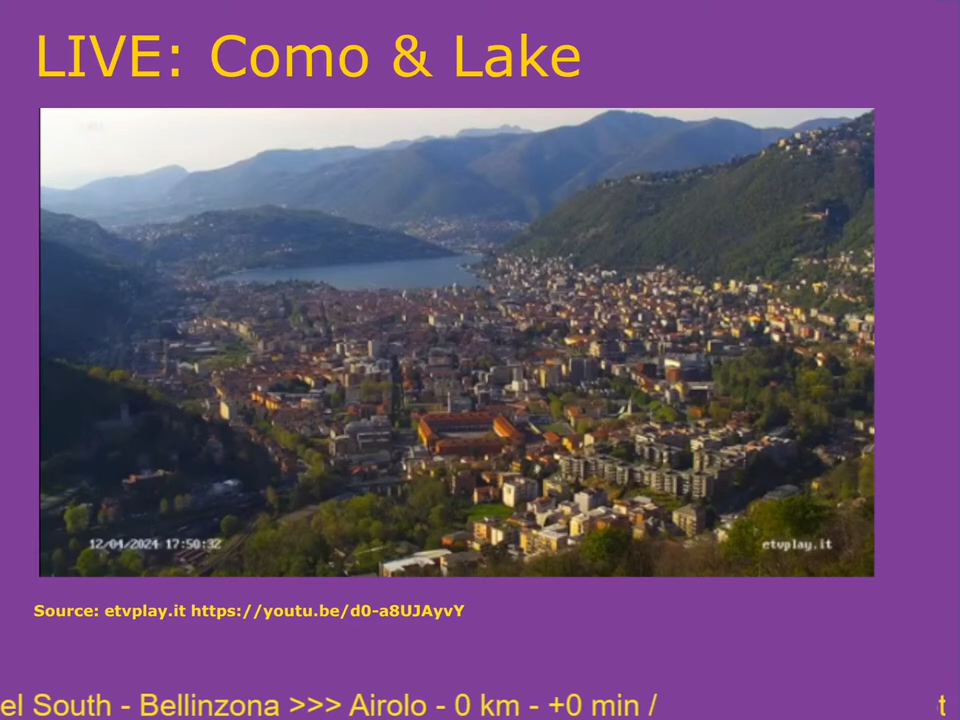 LIVE: Como & Lake
12/04/2024 17:50:32
etvplay.it
Source: etvplay.it https://youtu.be/d0-a8UJAyvY
el South - Bellinzona >>> Airolo - 0 km - +0 min /
t